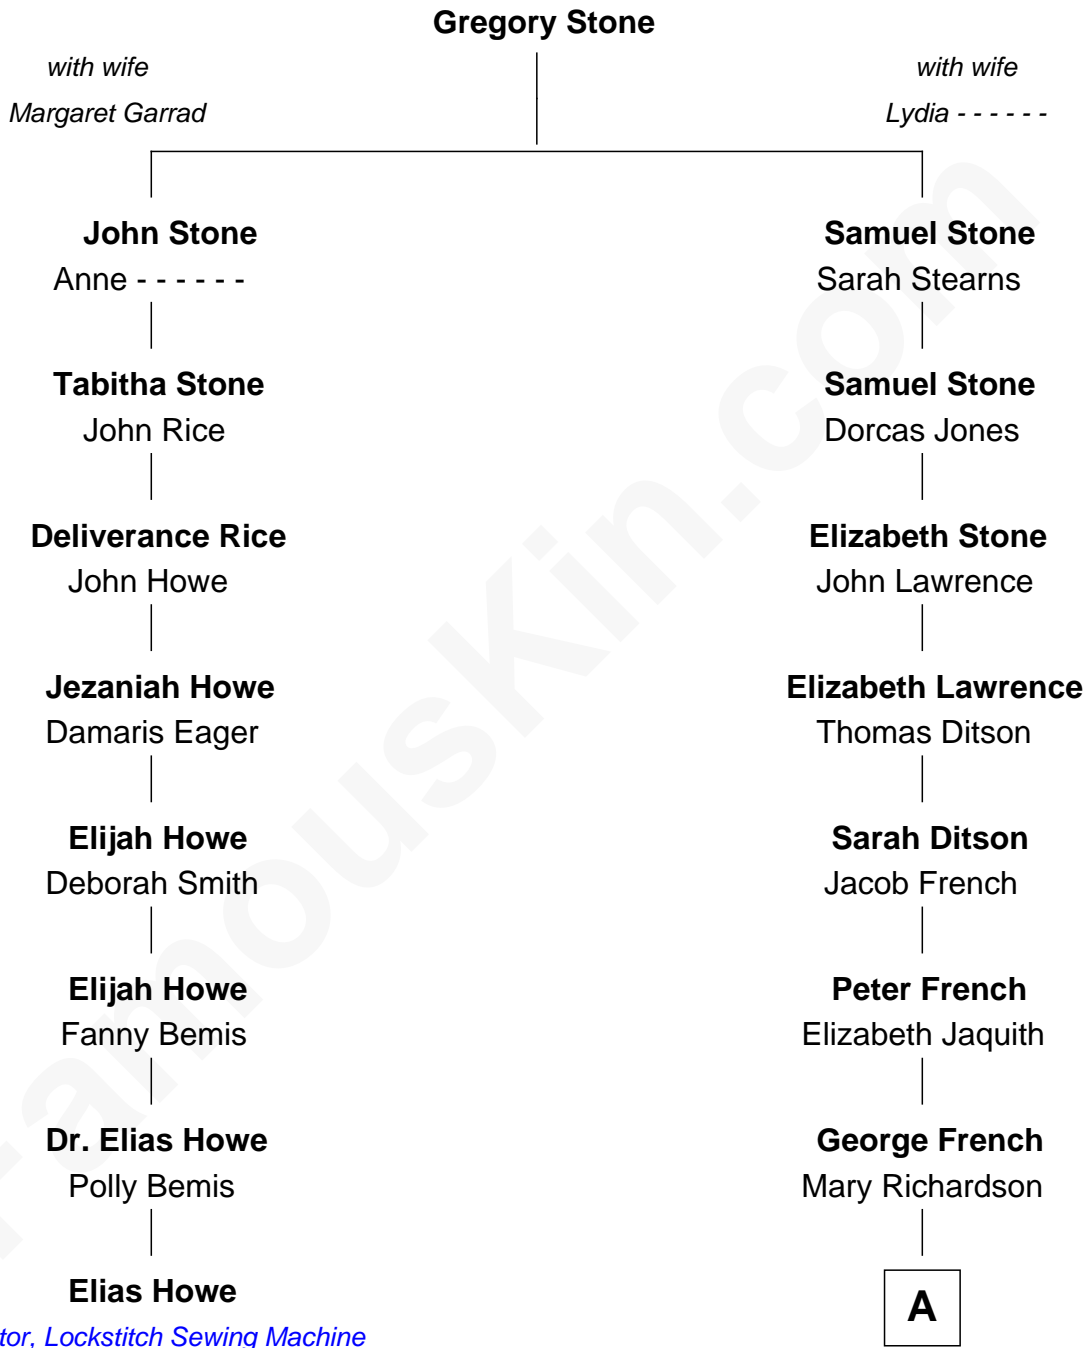 Gregory Stone
with wife
Margaret Garrad
with wife
Lydia - - - - - -
John Stone
Anne - - - - - -
Samuel Stone
Sarah Stearns
Tabitha Stone
John Rice
Samuel Stone
Dorcas Jones
Deliverance Rice
John Howe
Elizabeth Stone
John Lawrence
Jezaniah Howe
Damaris Eager
Elizabeth Lawrence
Thomas Ditson
Elijah Howe
Deborah Smith
Sarah Ditson
Jacob French
Elijah Howe
Fanny Bemis
Peter French
Elizabeth Jaquith
Dr. Elias Howe
Polly Bemis
George French
Mary Richardson
Elias Howe
tor, Lockstitch Sewing Machine
A
FamousKin.com